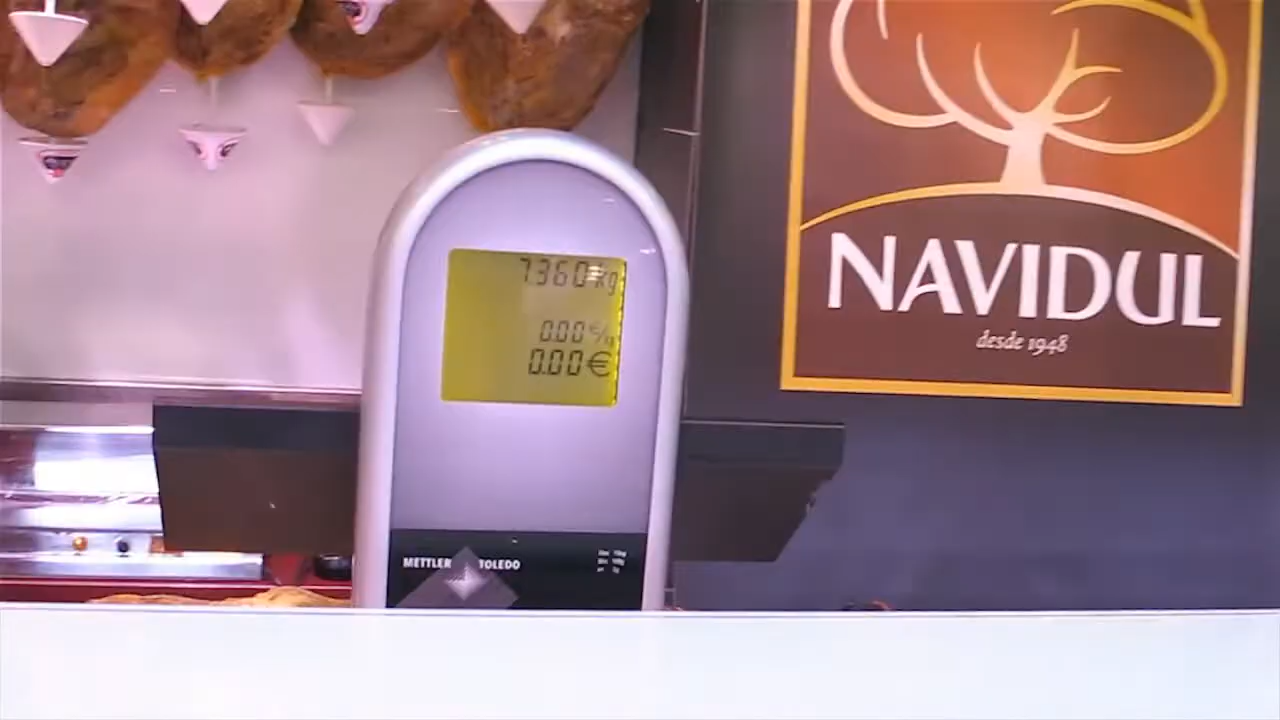 7.360 kg
0.00 €/kg
0.00 €
METTLER TOLEDO
NAVIDUL
desde 1948